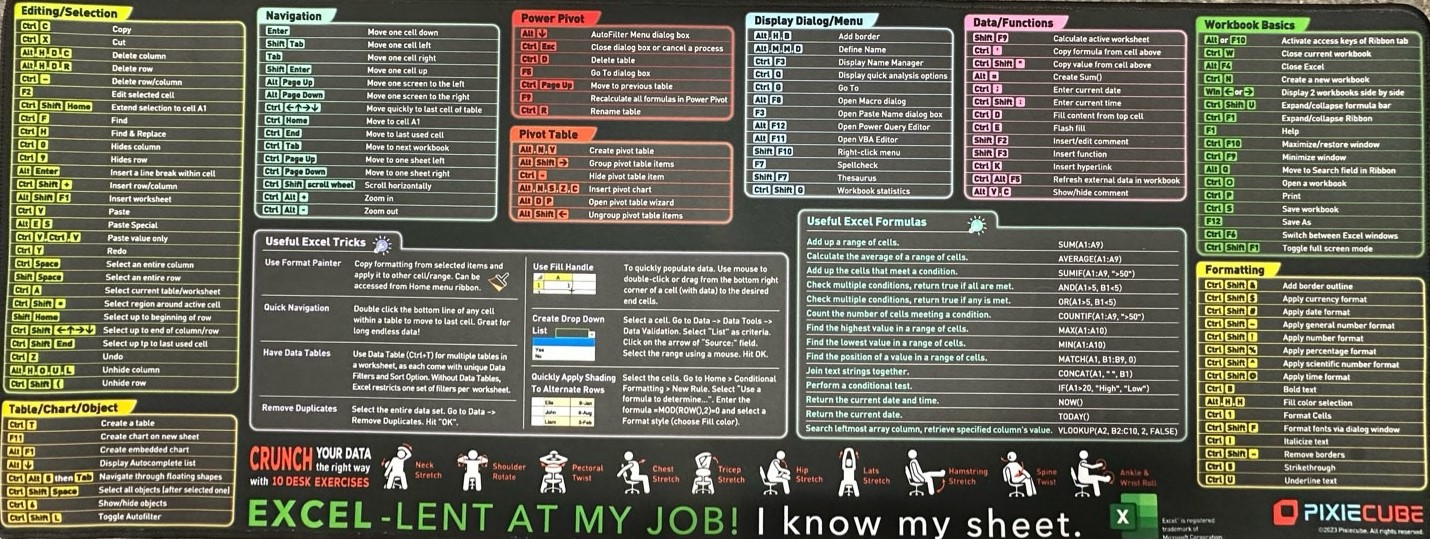 Editing/Selection
Ctrl C Copy
Ctrl X Cut
Alt,H,D,C Delete column
Alt,H,D,R Delete row
Ctrl - Delete row/column
F2 Edit selected cell
Ctrl Shift Home Extend selection to cell A1
Ctrl F Find
Ctrl H Find & Replace
Ctrl 0 Hides column
Ctrl 9 Hides row
Alt Enter Insert a line break within cell
Ctrl Shift + Insert row/column
Alt Shift F1 Insert worksheet
Ctrl V Paste
Alt E S Paste Special
Ctrl V,Ctrl,V Paste value only
Ctrl Y Redo
Ctrl Space Select an entire column
Shift Space Select an entire row
Ctrl A Select current table/worksheet
Ctrl Shift * Select region around active cell
Shift Home Select up to beginning of row
Ctrl Shift ←↑→↓ Select up to end of column/row
Ctrl Shift End Select up tp to last used cell
Ctrl Z Undo
Alt,H,O,U,L Unhide column
Ctrl Shift ( Unhide row
Table/Chart/Object
Ctrl T Create a table
F11 Create chart on new sheet
Alt F1 Create embedded chart
Alt ↓ Display Autocomplete list
Ctrl Alt 5 then Tab Navigate through floating shapes
Ctrl Shift Space Select all objects (after selected one)
Ctrl 6 Show/hide objects
Ctrl Shift L Toggle Autofilter
Navigation
Enter Move one cell down
Shift Tab Move one cell left
Tab Move one cell right
Shift Enter Move one cell up
Alt Page Up Move one screen to the left
Alt Page Down Move one screen to the right
Ctrl ←↑→↓ Move quickly to last cell of table
Ctrl Home Move to cell A1
Ctrl End Move to last used cell
Ctrl Tab Move to next workbook
Ctrl Page Up Move to one sheet left
Ctrl Page Down Move to one sheet right
Ctrl Shift scroll wheel Scroll horizontally
Ctrl Alt + Zoom in
Ctrl Alt - Zoom out
Power Pivot
Alt ↓ AutoFilter Menu dialog box
Ctrl Esc Close dialog box or cancel a process
Ctrl D Delete table
F5 Go To dialog box
Ctrl Page Up Move to previous table
F9 Recalculate all formulas in Power Pivot
Ctrl R Rename table
Pivot Table
Alt,N,V Create pivot table
Alt Shift → Group pivot table items
Ctrl - Hide pivot table item
Alt,N,S,Z,C Insert pivot chart
Alt D P Open pivot table wizard
Alt Shift ← Ungroup pivot table items
Display Dialog/Menu
Alt,H,B Add border
Alt,M,M,D Define Name
Ctrl F3 Display Name Manager
Ctrl Q Display quick analysis options
Ctrl G Go To
Alt F8 Open Macro dialog
F3 Open Paste Name dialog box
Alt F12 Open Power Query Editor
Alt F11 Open VBA Editor
Shift F10 Right-click menu
F7 Spellcheck
Shift F7 Thesaurus
Ctrl Shift G Workbook statistics
Data/Functions
Shift F9 Calculate active worksheet
Ctrl ' Copy formula from cell above
Ctrl Shift " Copy value from cell above
Alt = Create Sum()
Ctrl ; Enter current date
Ctrl Shift : Enter current time
Ctrl D Fill content from top cell
Ctrl E Flash fill
Shift F2 Insert/edit comment
Shift F3 Insert function
Ctrl K Insert hyperlink
Ctrl Alt F5 Refresh external data in workbook
Alt V,C Show/hide comment
Workbook Basics
Alt or F10 Activate access keys of Ribbon tab
Ctrl W Close current workbook
Alt F4 Close Excel
Ctrl N Create a new workbook
Win ← or → Display 2 workbooks side by side
Ctrl Shift U Expand/collapse formula bar
Ctrl F1 Expand/collapse Ribbon
F1 Help
Ctrl F10 Maximize/restore window
Ctrl F9 Minimize window
Alt Q Move to Search field in Ribbon
Ctrl O Open a workbook
Ctrl P Print
Ctrl S Save workbook
F12 Save As
Ctrl F6 Switch between Excel windows
Ctrl Shift F1 Toggle full screen mode
Formatting
Ctrl Shift & Add border outline
Ctrl Shift $ Apply currency format
Ctrl Shift # Apply date format
Ctrl Shift ~ Apply general number format
Ctrl Shift ! Apply number format
Ctrl Shift % Apply percentage format
Ctrl Shift ^ Apply scientific number format
Ctrl Shift @ Apply time format
Ctrl B Bold text
Alt,H,H Fill color selection
Ctrl 1 Format Cells
Ctrl Shift F Format fonts via dialog window
Ctrl I Italicize text
Ctrl Shift - Remove borders
Ctrl 5 Strikethrough
Ctrl U Underline text
Useful Excel Tricks
Use Format Painter
Copy formatting from selected items and
apply it to other cell/range. Can be
accessed from Home menu ribbon.
Quick Navigation
Double click the bottom line of any cell
within a table to move to last cell. Great for
long endless data!
Have Data Tables
Use Data Table (Ctrl+T) for multiple tables in
a worksheet, as each come with unique Data
Filters and Sort Option. Without Data Tables,
Excel restricts one set of filters per worksheet.
Remove Duplicates
Select the entire data set. Go to Data ->
Remove Duplicates. Hit "OK".
Use Fill Handle
A
1 1
To quickly populate data. Use mouse to
double-click or drag from the bottom right
corner of a cell (with data) to the desired
end cells.
Create Drop Down
List
Yes
No
Select a cell. Go to Data -> Data Tools ->
Data Validation. Select "List" as criteria.
Click on the arrow of "Source:" field.
Select the range using a mouse. Hit OK.
Quickly Apply Shading
To Alternate Rows
Ella 9-Jan
John 8-Aug
Liam 3-Feb
Select the cells. Go to Home > Conditional
Formatting > New Rule. Select "Use a
formula to determine...". Enter the
formula =MOD(ROW(),2)=0 and select a
Format style (choose Fill color).
Useful Excel Formulas
Add up a range of cells. SUM(A1:A9)
Calculate the average of a range of cells. AVERAGE(A1:A9)
Add up the cells that meet a condition. SUMIF(A1:A9, ">50")
Check multiple conditions, return true if all are met. AND(A1>5, B1<5)
Check multiple conditions, return true if any is met. OR(A1>5, B1<5)
Count the number of cells meeting a condition. COUNTIF(A1:A9, ">50")
Find the highest value in a range of cells. MAX(A1:A10)
Find the lowest value in a range of cells. MIN(A1:A10)
Find the position of a value in a range of cells. MATCH(A1, B1:B9, 0)
Join text strings together. CONCAT(A1, " ", B1)
Perform a conditional test. IF(A1>20, "High", "Low")
Return the current date and time. NOW()
Return the current date. TODAY()
Search leftmost array column, retrieve specified column's value. VLOOKUP(A2, B2:C10, 2, FALSE)
CRUNCH YOUR DATA
the right way
with 10 DESK EXERCISES
Neck
Stretch
Shoulder
Rotate
Pectoral
Twist
Chest
Stretch
Tricep
Stretch
Hip
Stretch
Lats
Stretch
Hamstring
Stretch
Spine
Twist
Ankle &
Wrist Roll
EXCEL-LENT AT MY JOB! I know my sheet.
X
Excel is registered
trademark of
Microsoft Corporation
PIXIECUBE
©2023 Pixiecube. All rights reserved.